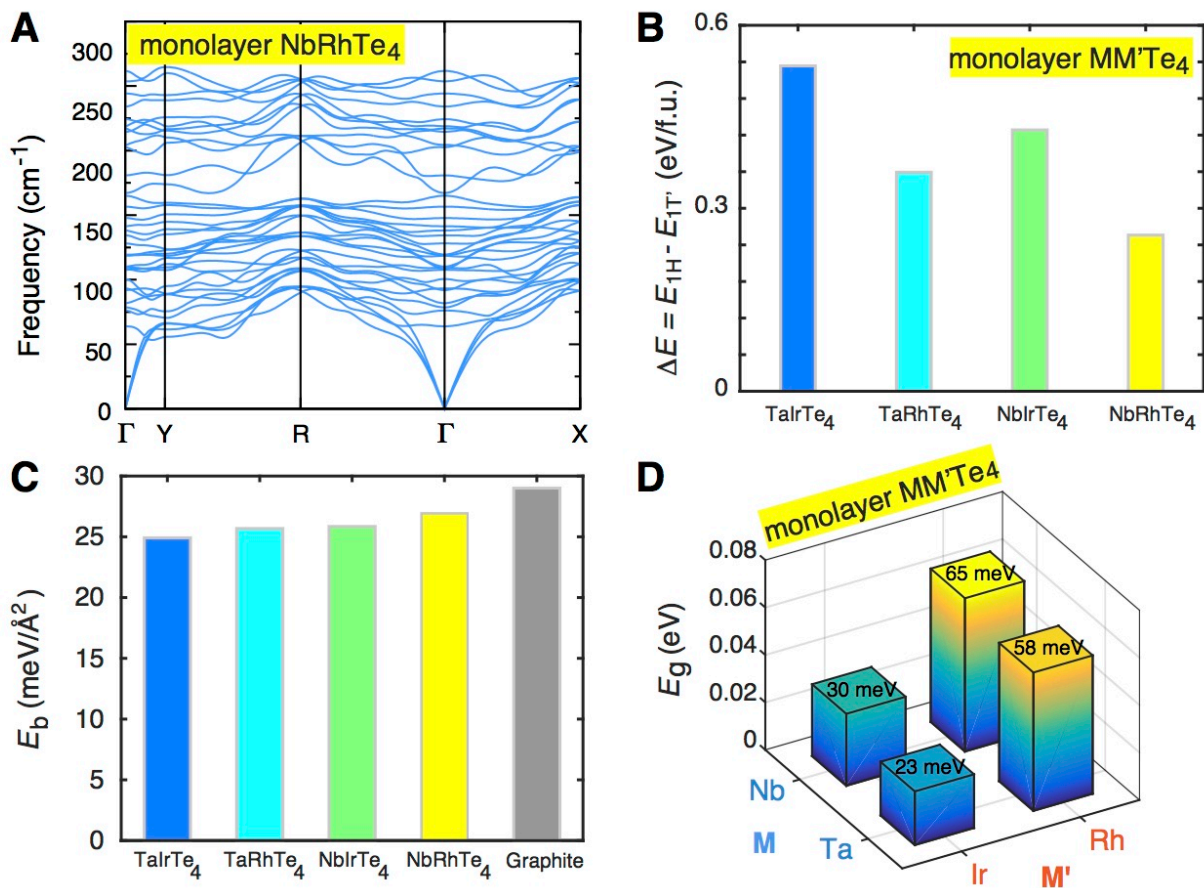 A
monolayer NbRhTe₄
Frequency (cm⁻¹)
300
250
200
150
100
50
0
Γ Y R Γ X
B
monolayer MM'Te₄
ΔE = E₁H - E₁T' (eV/f.u.)
0.6
0.3
0
TaIrTe₄ TaRhTe₄ NbIrTe₄ NbRhTe₄
C
E_b (meV/Å²)
30
25
20
15
10
5
0
TaIrTe₄ TaRhTe₄ NbIrTe₄ NbRhTe₄ Graphite
D
monolayer MM'Te₄
E_g (eV)
0.08
0.06
0.04
0.02
0
65 meV
58 meV
30 meV
23 meV
Nb
Ta
M
Ir
Rh
M'